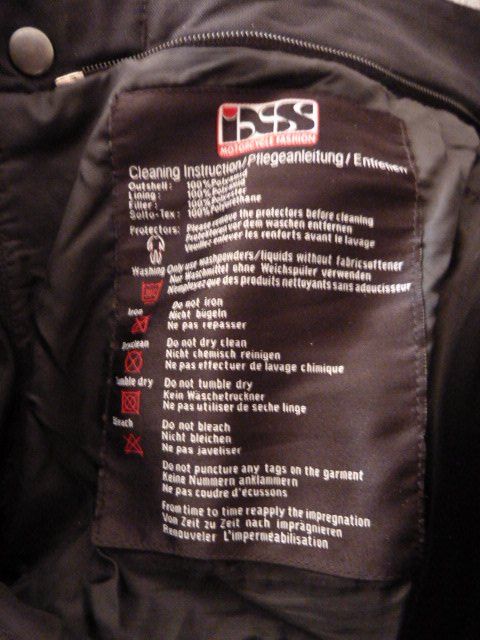 ixss
MOTORCYCLE FASHION
Cleaning Instruction/Pflegeanleitung/Entretien
Outshell: 100% Polyamid
Lining: 100% Polyester
Filler: 100% Polyester
Solto-Tex: 100% Polyurethane
Protectors: Please remove the protectors before cleaning
Protektoren vor dem waschen entfernen
Veuillez enlever les renforts avant le lavage
Washing Only use washpowders/liquids without fabricsoftener
Nur Waschmittel ohne Weichspüler verwenden
N'employez que des produits nettoyants sans adoucisseur
Iron Do not iron
Nicht bügeln
Ne pas repasser
Dryclean Do not dry clean
Nicht chemisch reinigen
Ne pas effectuer de lavage chimique
Tumble dry Do not tumble dry
Kein Wäschetrockner
Ne pas utiliser de seche linge
Bleach Do not bleach
Nicht bleichen
Ne pas javeliser
Do not puncture any tags on the garment
Keine Nummern anklammern
Ne pas coudre d'écussons
From time to time reapply the impregnation
Von Zeit zu Zeit nach imprägnieren
Renouveler L'imperméabilisation